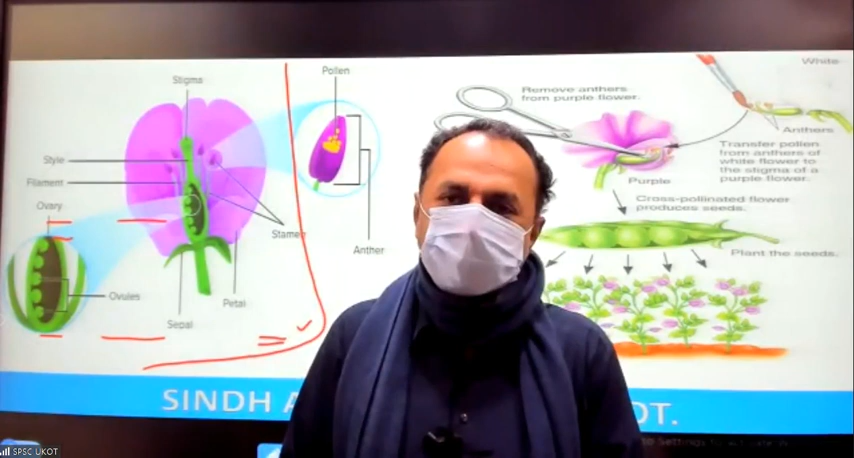 Stigma
Pollen
Style
Filament
Ovary
Stamen
Anther
Ovules
Petal
Sepal
White
Remove anthers
from purple flower.
Anthers
Transfer pollen
from anthers of
white flower to
the stigma of a
purple flower.
Purple
Cross-pollinated flower
produces seeds.
Plant the seeds.
SINDH
OT.
SPSC UKOT